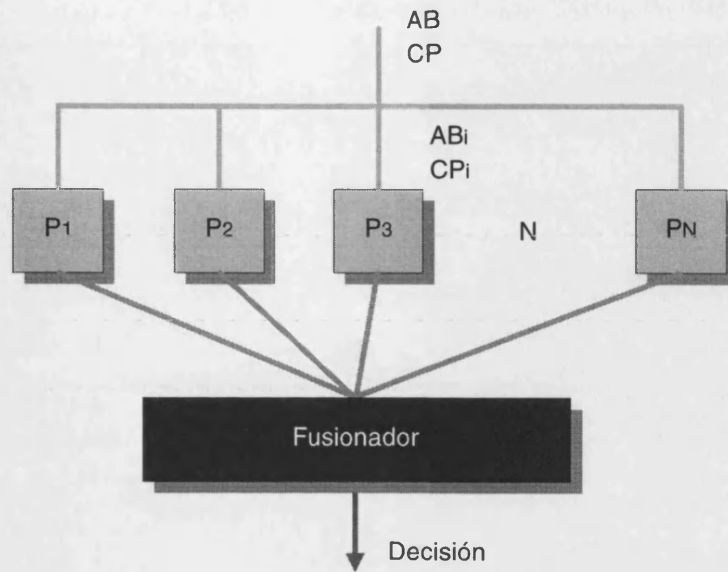 AB
CP
ABi
CPi
P1
P2
P3
N
PN
Fusionador
Decisión